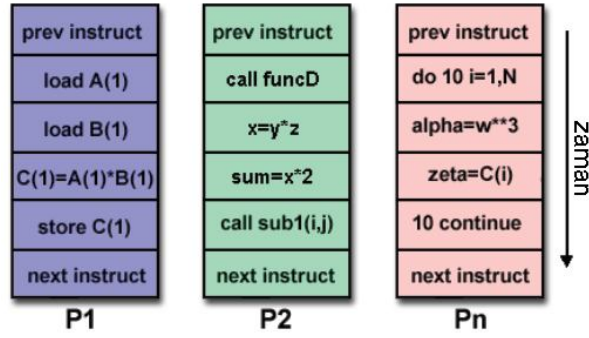 prev instruct
load A(1)
load B(1)
C(1)=A(1)*B(1)
store C(1)
next instruct
P1
prev instruct
call funcD
x=y*z
sum=x*2
call sub1(i,j)
next instruct
P2
prev instruct
do 10 i=1,N
alpha=w**3
zeta=C(i)
10 continue
next instruct
Pn
zaman